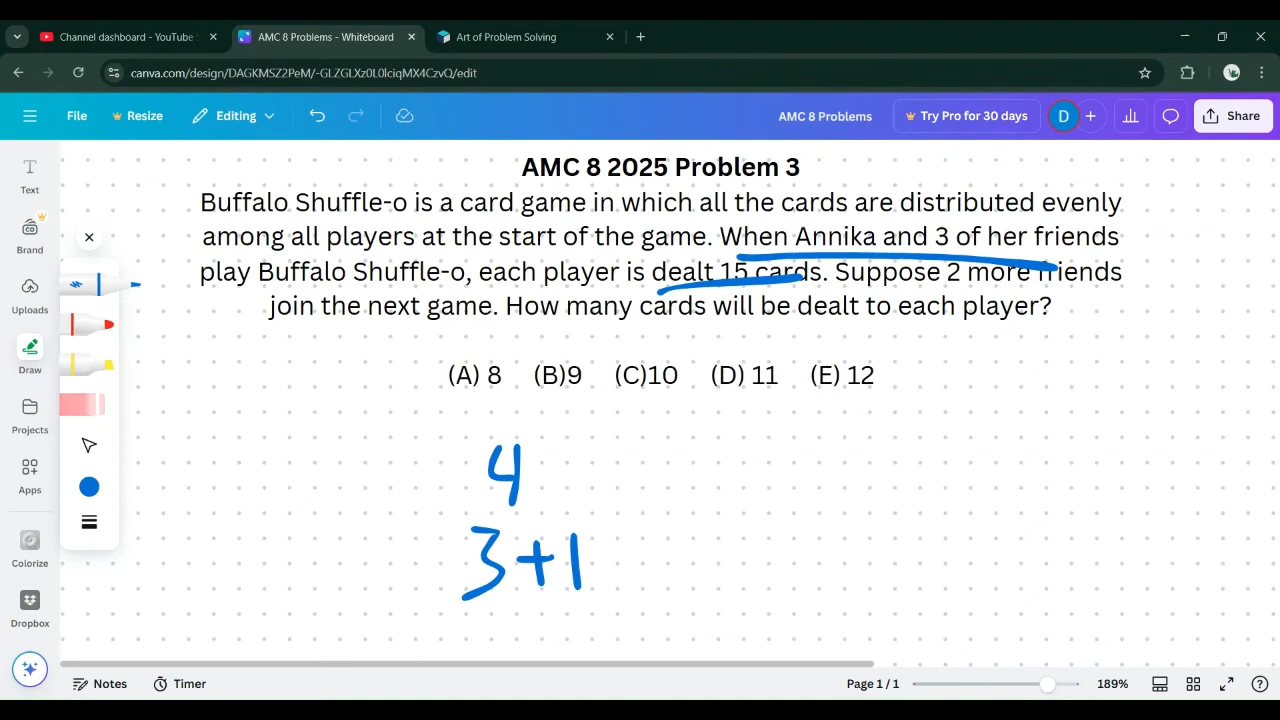 Channel dashboard - YouTube
AMC 8 Problems - Whiteboard
Art of Problem Solving
canva.com/design/DAGKMSZ2PeM/-GLZGLXz0L0lciqMX4CzvQ/edit
File
Resize
Editing
AMC 8 Problems
D
Try Pro for 30 days
Share
Text
Brand
Uploads
Draw
Projects
Apps
Colorize
Dropbox
AMC 8 2025 Problem 3
Buffalo Shuffle-o is a card game in which all the cards are distributed evenly
among all players at the start of the game. When Annika and 3 of her friends
play Buffalo Shuffle-o, each player is dealt 15 cards. Suppose 2 more friends
join the next game. How many cards will be dealt to each player?
(A) 8 (B)9 (C)10 (D) 11 (E) 12
4
3+1
Notes
Timer
Page 1 / 1
189%